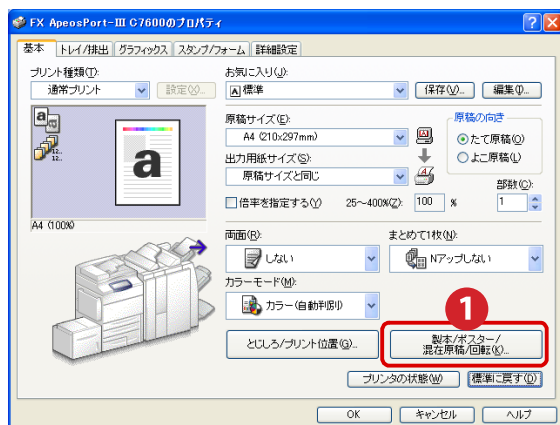 FX ApeosPort-III C7600のプロパティ
基本 トレイ/排出 グラフィックス スタンプ/フォーム 詳細設定
プリント種類(T):
通常プリント 設定(X)...
お気に入り(J):
標準 保存(V)... 編集(I)...
原稿サイズ(E):
A4 (210x297mm)
原稿の向き
たて原稿(O)
よこ原稿(L)
出力用紙サイズ(S):
原稿サイズと同じ
部数(C):
倍率を指定する(Y) 25~400%(Z): 100 % 1
A4 (100%)
両面(R):
しない
まとめて1枚(N):
Nアップしない
カラーモード(M):
カラー(自動判別)
1
とじしろ/プリント位置(G)...
製本/ポスター/
混在原稿/回転(K)...
プリンタの状態(W) 標準に戻す(D)
OK キャンセル ヘルプ